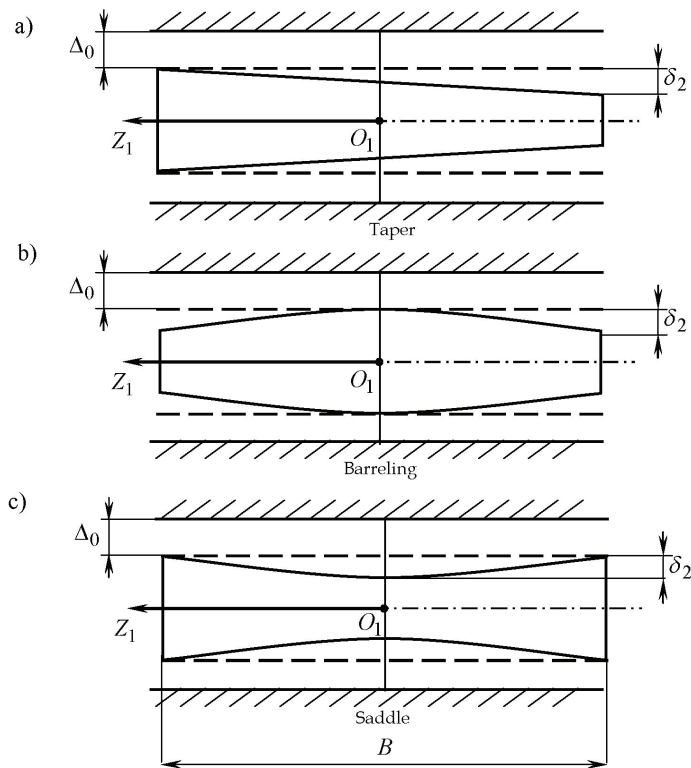 a)
Δ₀
δ₂
Z₁
O₁
Taper
b)
Δ₀
δ₂
Z₁
O₁
Barreling
c)
Δ₀
δ₂
Z₁
O₁
Saddle
B